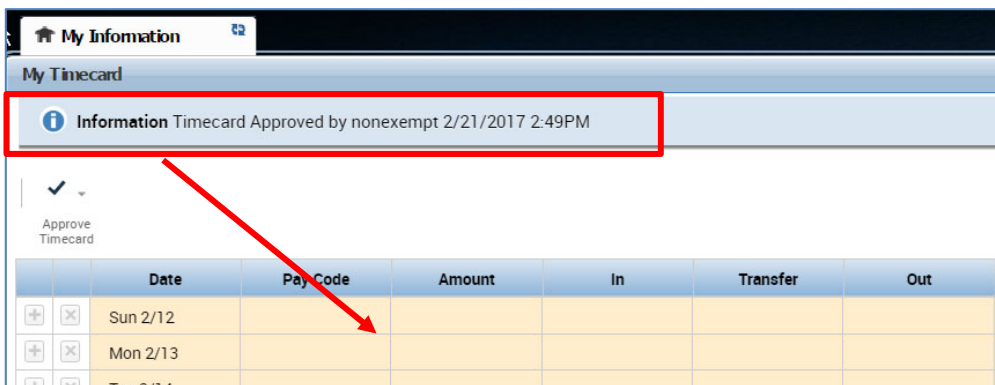 My Information
My Timecard
Information Timecard Approved by nonexempt 2/21/2017 2:49PM
Approve
Timecard
Date Pay Code Amount In Transfer Out
Sun 2/12
Mon 2/13